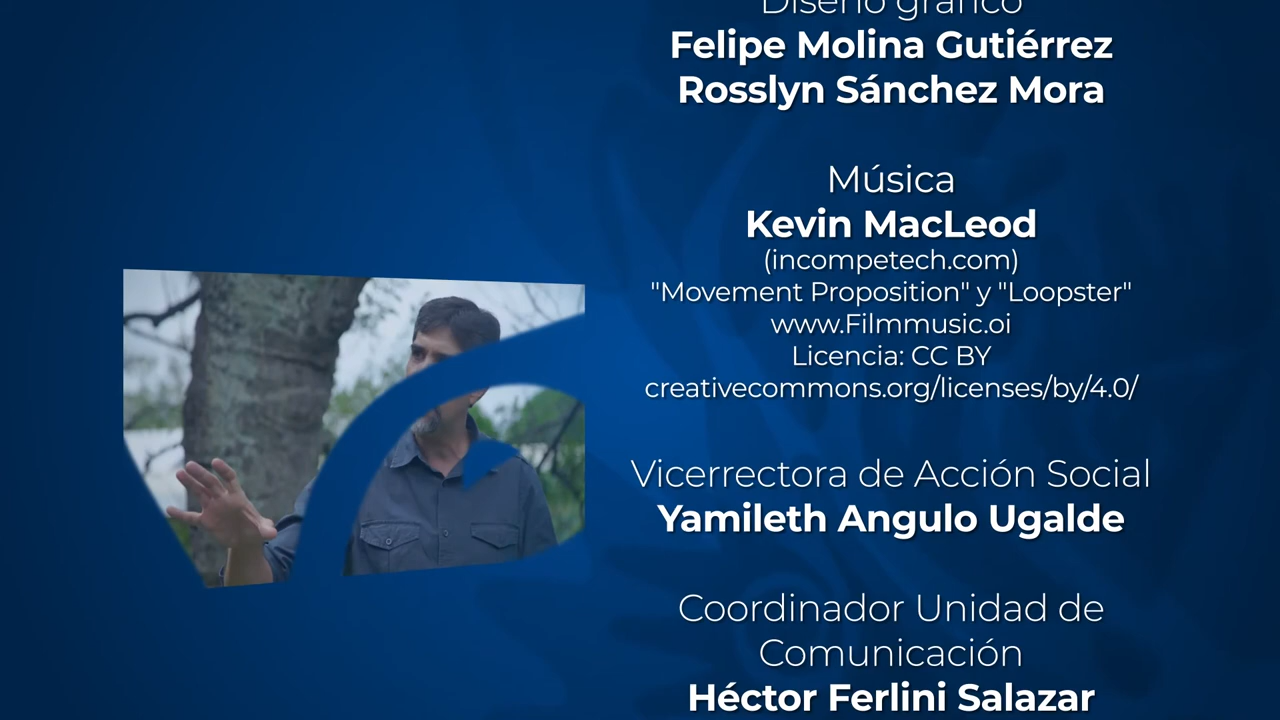 Diseño gráfico
Felipe Molina Gutiérrez
Rosslyn Sánchez Mora
Música
Kevin MacLeod
(incompetech.com)
"Movement Proposition" y "Loopster"
www.Filmmusic.oi
Licencia: CC BY
creativecommons.org/licenses/by/4.0/
Vicerrectora de Acción Social
Yamileth Angulo Ugalde
Coordinador Unidad de
Comunicación
Héctor Ferlini Salazar